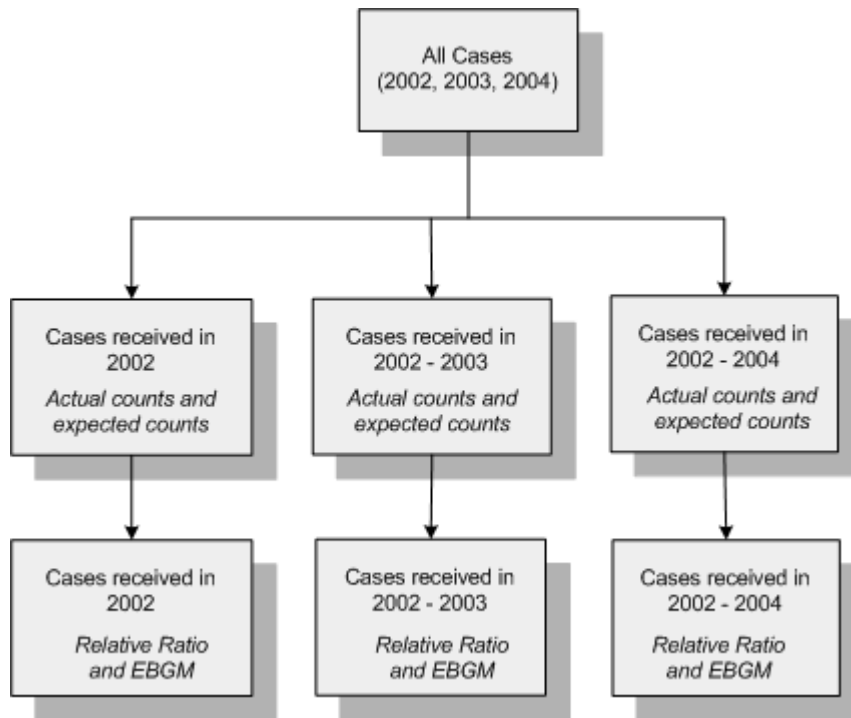 All Cases
(2002, 2003, 2004)
Cases received in
2002
Actual counts and
expected counts
Cases received in
2002 - 2003
Actual counts and
expected counts
Cases received in
2002 - 2004
Actual counts and
expected counts
Cases received in
2002
Relative Ratio
and EBGM
Cases received in
2002 - 2003
Relative Ratio
and EBGM
Cases received in
2002 - 2004
Relative Ratio
and EBGM